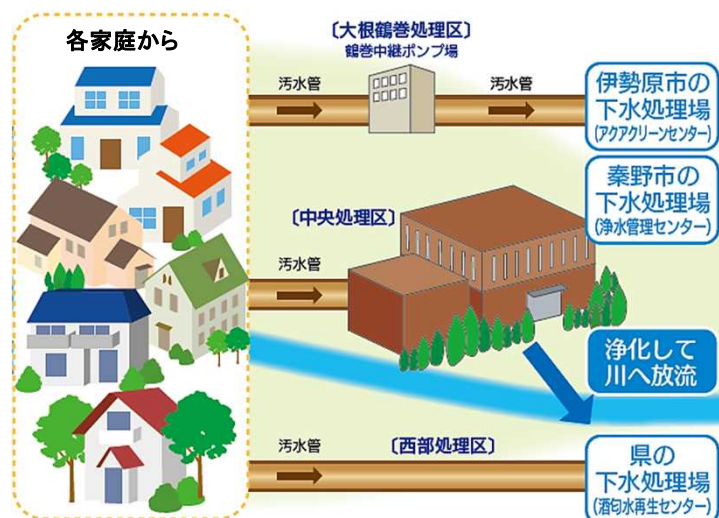 各家庭から
〔大根鶴巻処理区〕
鶴巻中継ポンプ場
汚水管
汚水管
伊勢原市の
下水処理場
(アクアクリーンセンター)
秦野市の
下水処理場
(浄水管理センター)
〔中央処理区〕
汚水管
浄化して
川へ放流
汚水管
〔西部処理区〕
県の
下水処理場
(酒匂水再生センター)